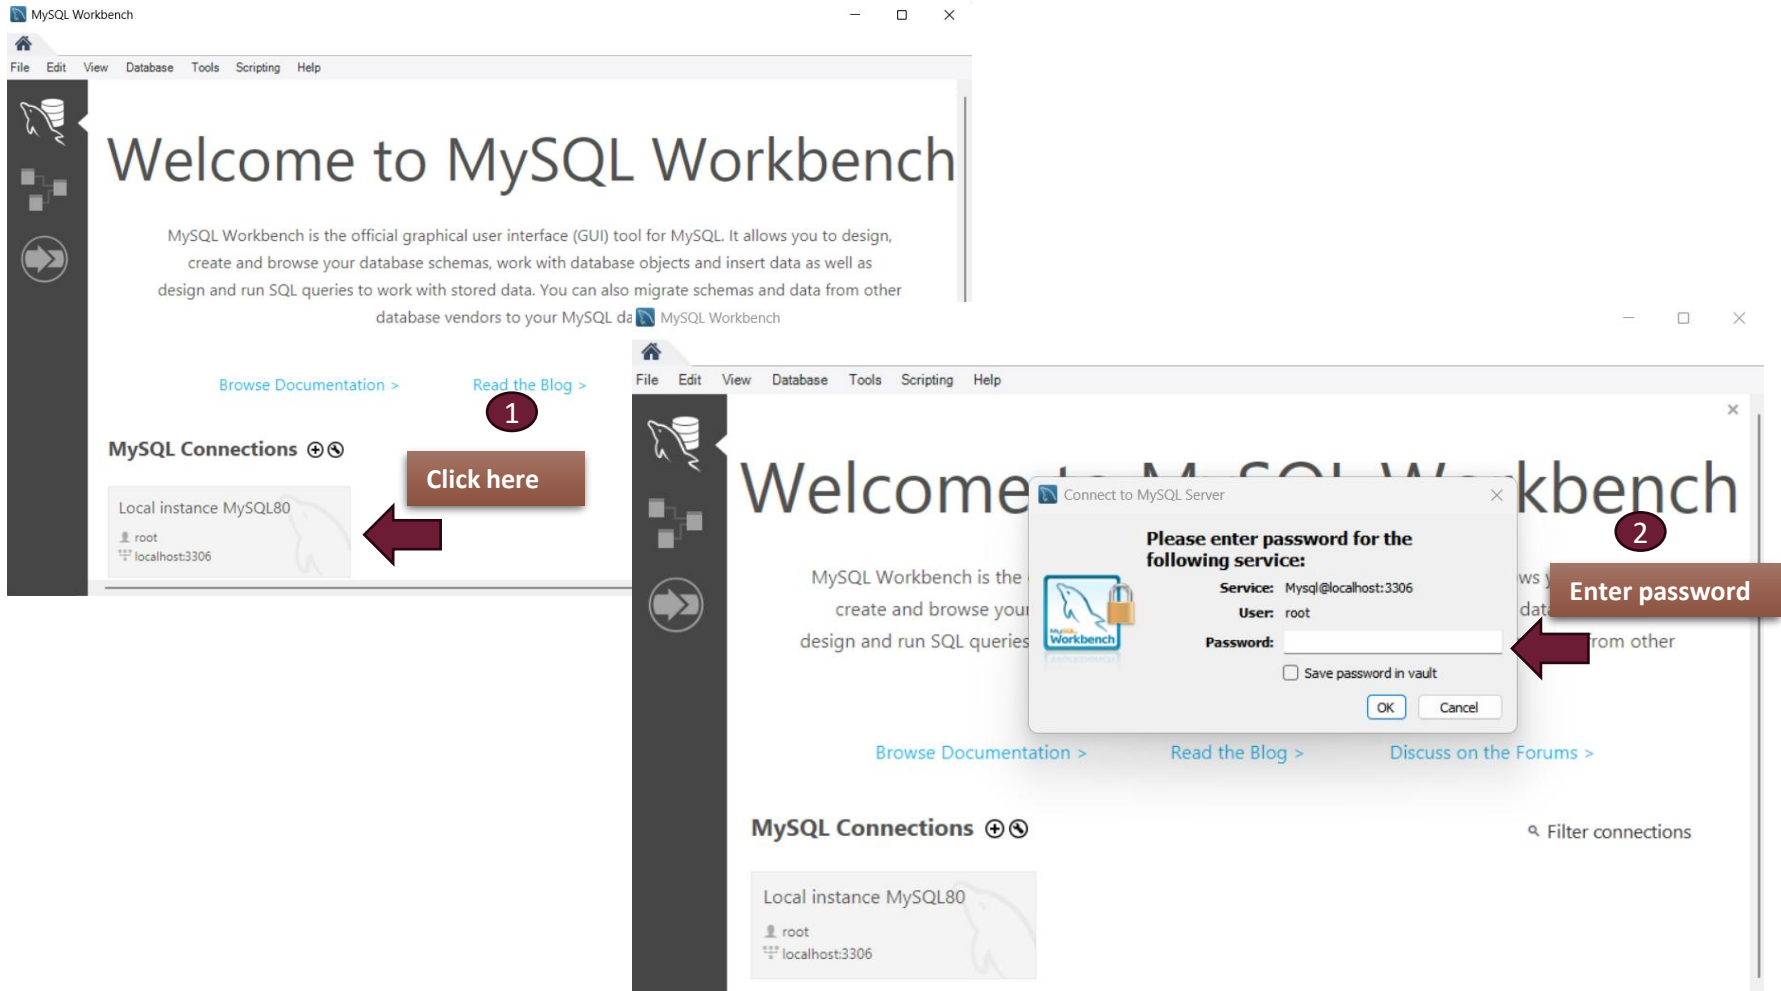 MySQL Workbench
File Edit View Database Tools Scripting Help
Welcome to MySQL Workbench
MySQL Workbench is the official graphical user interface (GUI) tool for MySQL. It allows you to design,
create and browse your database schemas, work with database objects and insert data as well as
design and run SQL queries to work with stored data. You can also migrate schemas and data from other
database vendors to your MySQL da
Browse Documentation >
Read the Blog >
1
MySQL Connections
Click here
Local instance MySQL80
root
localhost:3306
MySQL Workbench
File Edit View Database Tools Scripting Help
Welcome to MySQL Workbench
Connect to MySQL Server
2
Please enter password for the
following service:
Service: Mysql@localhost:3306
User: root
Password:
Save password in vault
OK Cancel
MySQL Workbench
Enter password
MySQL Workbench is the
create and browse your
design and run SQL queries
from other
Browse Documentation >
Read the Blog >
Discuss on the Forums >
MySQL Connections
Filter connections
Local instance MySQL80
root
localhost:3306